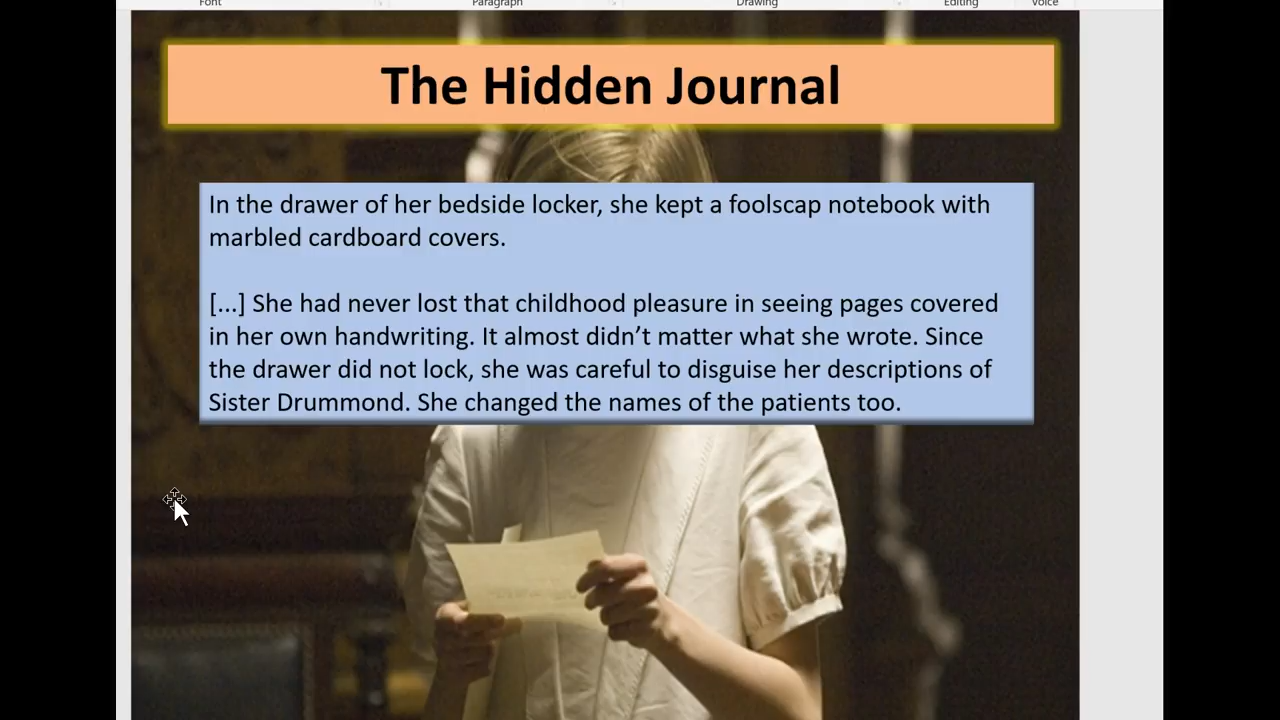 Font Paragraph Drawing Editing Voice
The Hidden Journal
In the drawer of her bedside locker, she kept a foolscap notebook with
marbled cardboard covers.
[...] She had never lost that childhood pleasure in seeing pages covered
in her own handwriting. It almost didn’t matter what she wrote. Since
the drawer did not lock, she was careful to disguise her descriptions of
Sister Drummond. She changed the names of the patients too.